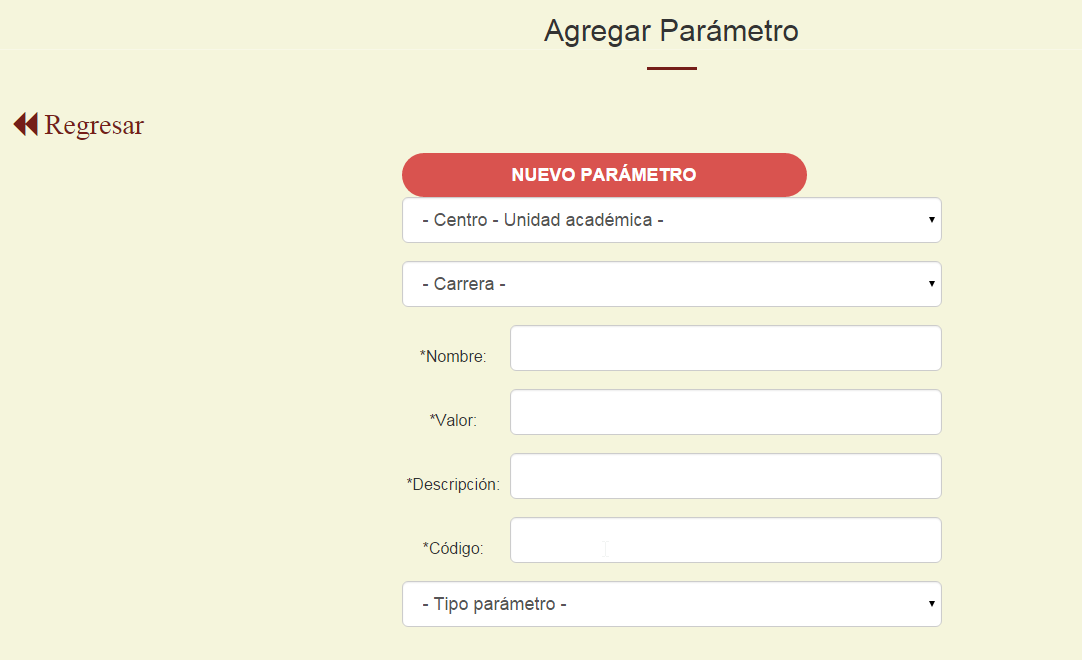 Agregar Parámetro
Regresar
NUEVO PARÁMETRO
- Centro - Unidad académica -
- Carrera -
*Nombre:
*Valor:
*Descripción:
*Código:
- Tipo parámetro -